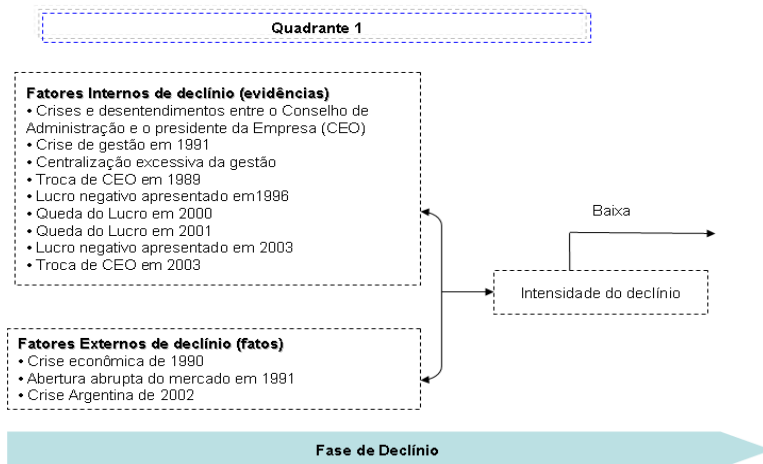 Quadrante 1
Fatores Internos de declínio (evidências)
• Crises e desentendimentos entre o Conselho de
Administração e o presidente da Empresa (CEO)
• Crise de gestão em 1991
• Centralização excessiva da gestão
• Troca de CEO em 1989
• Lucro negativo apresentado em1996
• Queda do Lucro em 2000
• Queda do Lucro em 2001
• Lucro negativo apresentado em 2003
• Troca de CEO em 2003
Baixa
Intensidade do declínio
Fatores Externos de declínio (fatos)
• Crise econômica de 1990
• Abertura abrupta do mercado em 1991
• Crise Argentina de 2002
Fase de Declínio